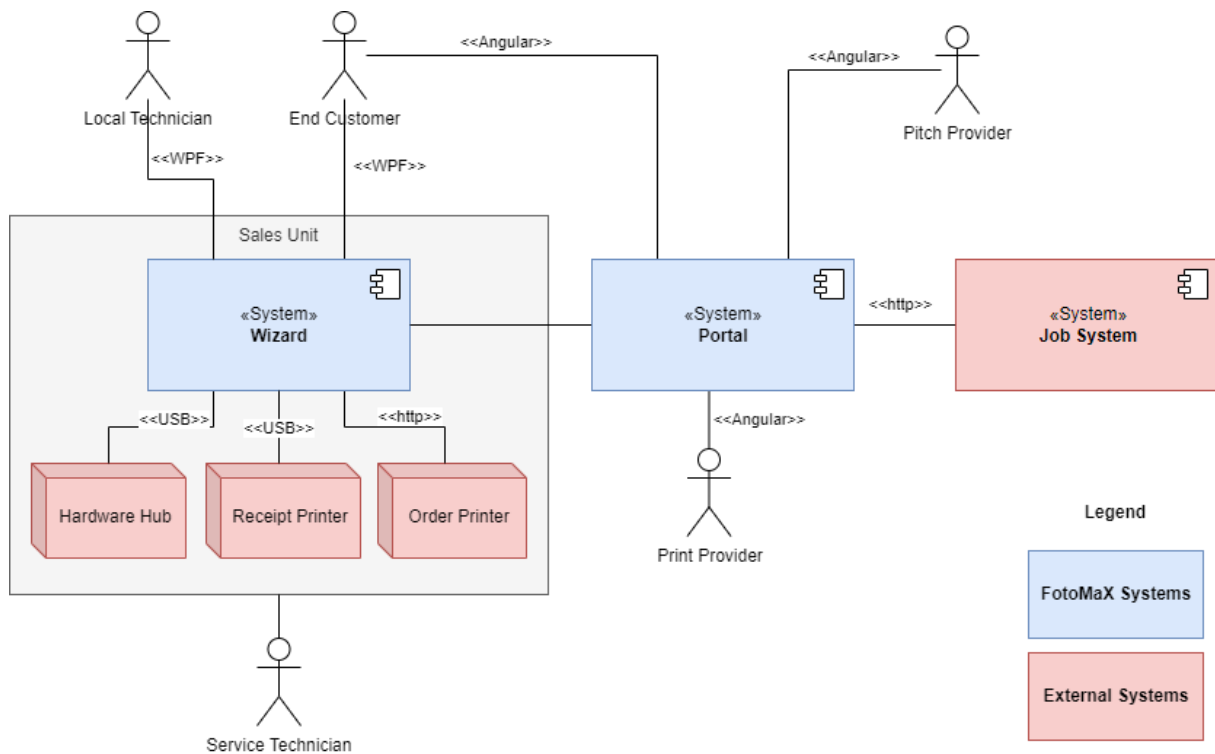 <<Angular>>
<<Angular>>
Local Technician
End Customer
Pitch Provider
<<WPF>>
<<WPF>>
Sales Unit
«System»
Wizard
«System»
Portal
<<http>>
«System»
Job System
<<USB>>
<<USB>>
<<http>>
<<Angular>>
Hardware Hub
Receipt Printer
Order Printer
Print Provider
Legend
FotoMaX Systems
External Systems
Service Technician